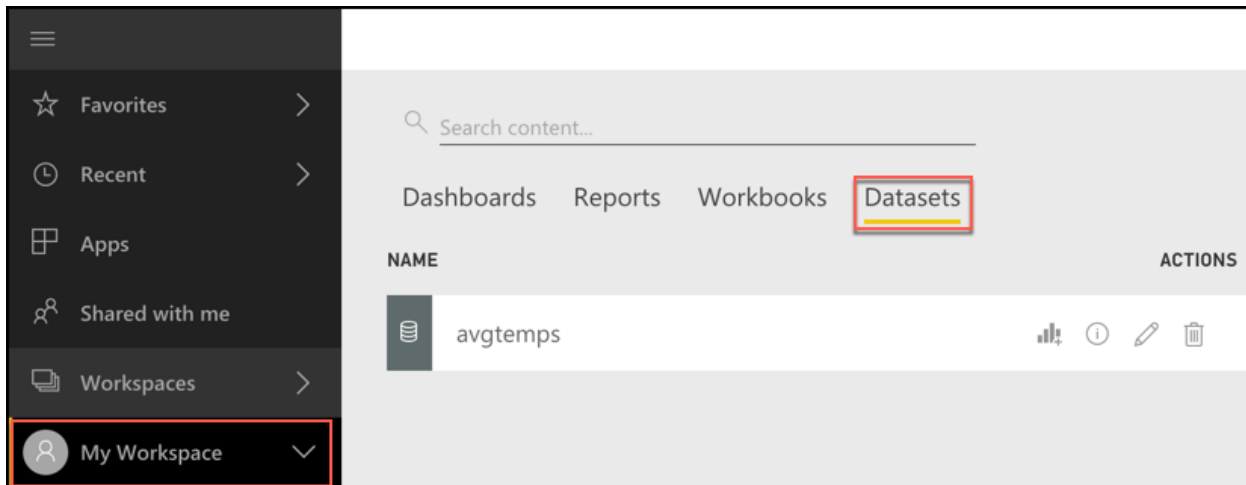 Favorites
Recent
Apps
Shared with me
Workspaces
My Workspace
Search content...
Dashboards Reports Workbooks Datasets
NAME ACTIONS
avgtemps